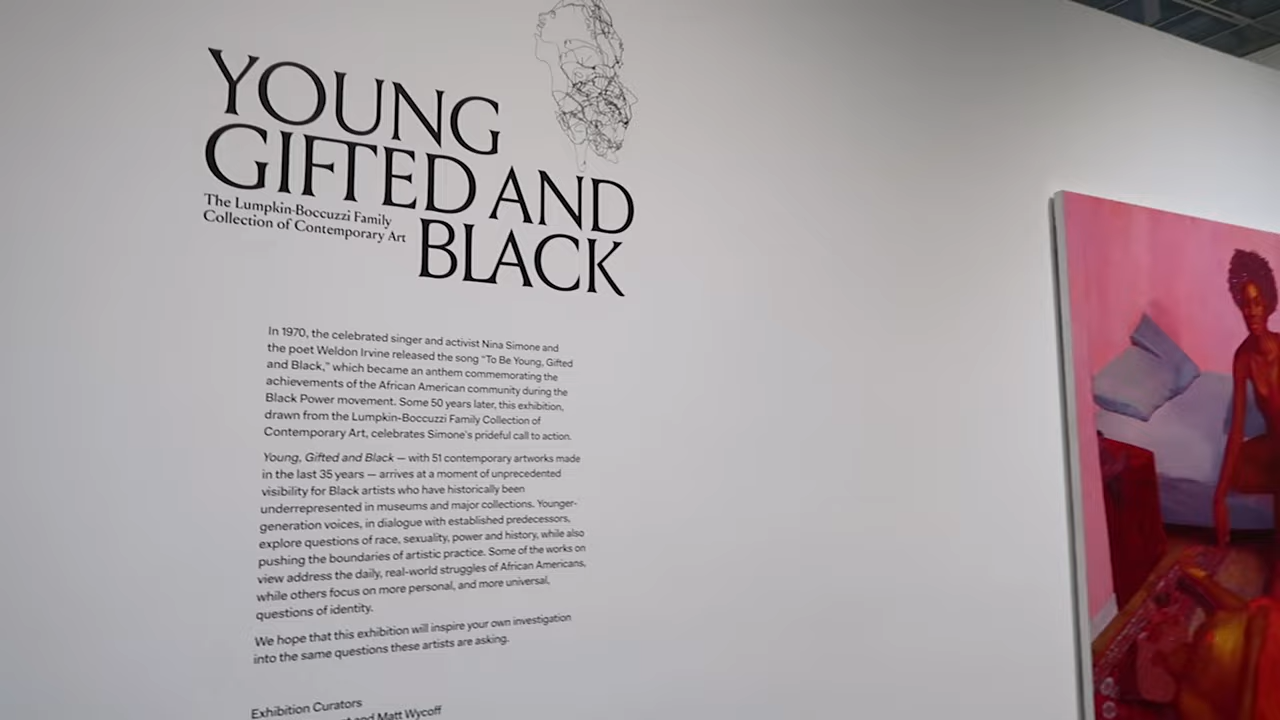 YOUNG
GIFTED AND
The Lumpkin-Boccuzzi Family
Collection of Contemporary Art
BLACK
In 1970, the celebrated singer and activist Nina Simone and
the poet Weldon Irvine released the song “To Be Young, Gifted
and Black,” which became an anthem commemorating the
achievements of the African American community during the
Black Power movement. Some 50 years later, this exhibition,
drawn from the Lumpkin-Boccuzzi Family Collection of
Contemporary Art, celebrates Simone's prideful call to action.
Young, Gifted and Black — with 51 contemporary artworks made
in the last 35 years — arrives at a moment of unprecedented
visibility for Black artists who have historically been
underrepresented in museums and major collections. Younger-
generation voices, in dialogue with established predecessors,
explore questions of race, sexuality, power and history, while also
pushing the boundaries of artistic practice. Some of the works on
view address the daily, real-world struggles of African Americans,
while others focus on more personal, and more universal,
questions of identity.
We hope that this exhibition will inspire your own investigation
into the same questions these artists are asking.
Exhibition Curators
and Matt Wycoff